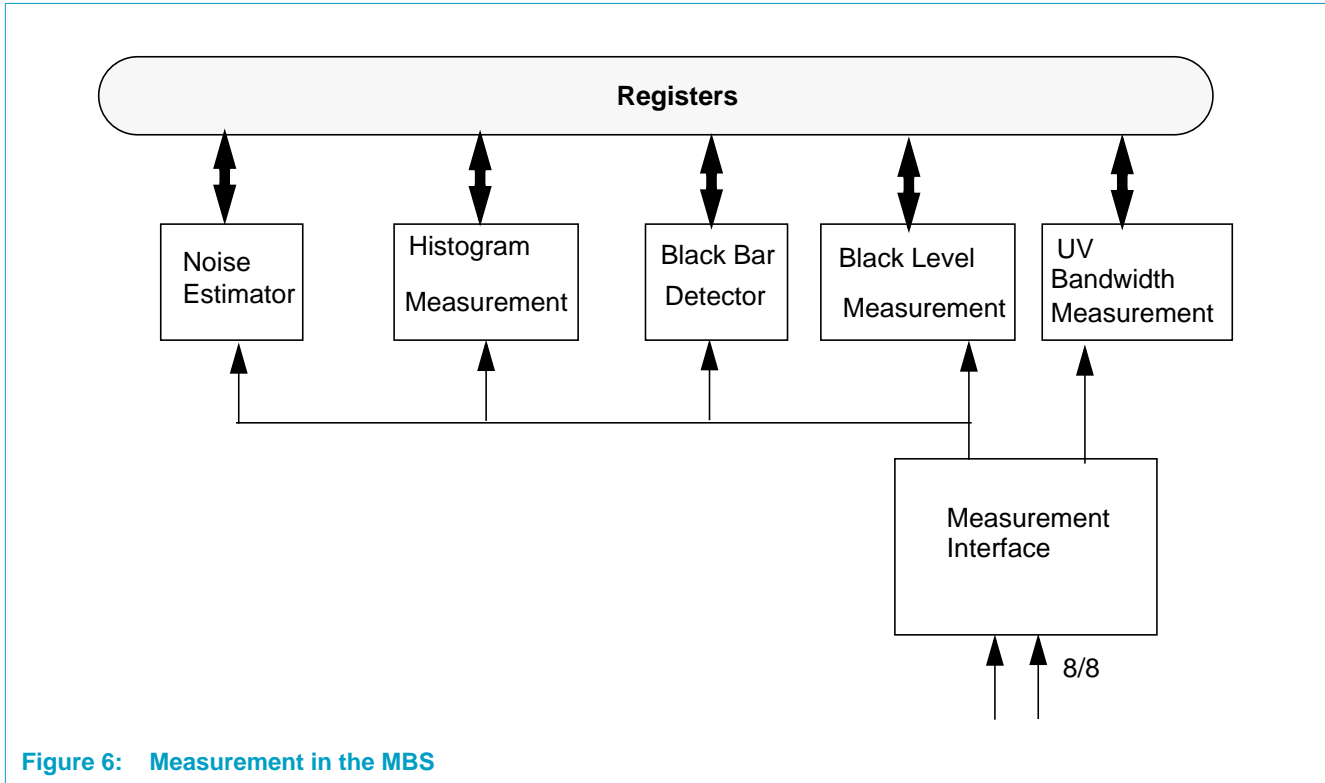 Registers
Noise
Estimator
Histogram
Measurement
Black Bar
Detector
Black Level
Measurement
UV
Bandwidth
Measurement
Measurement
Interface
8/8
Figure 6: Measurement in the MBS